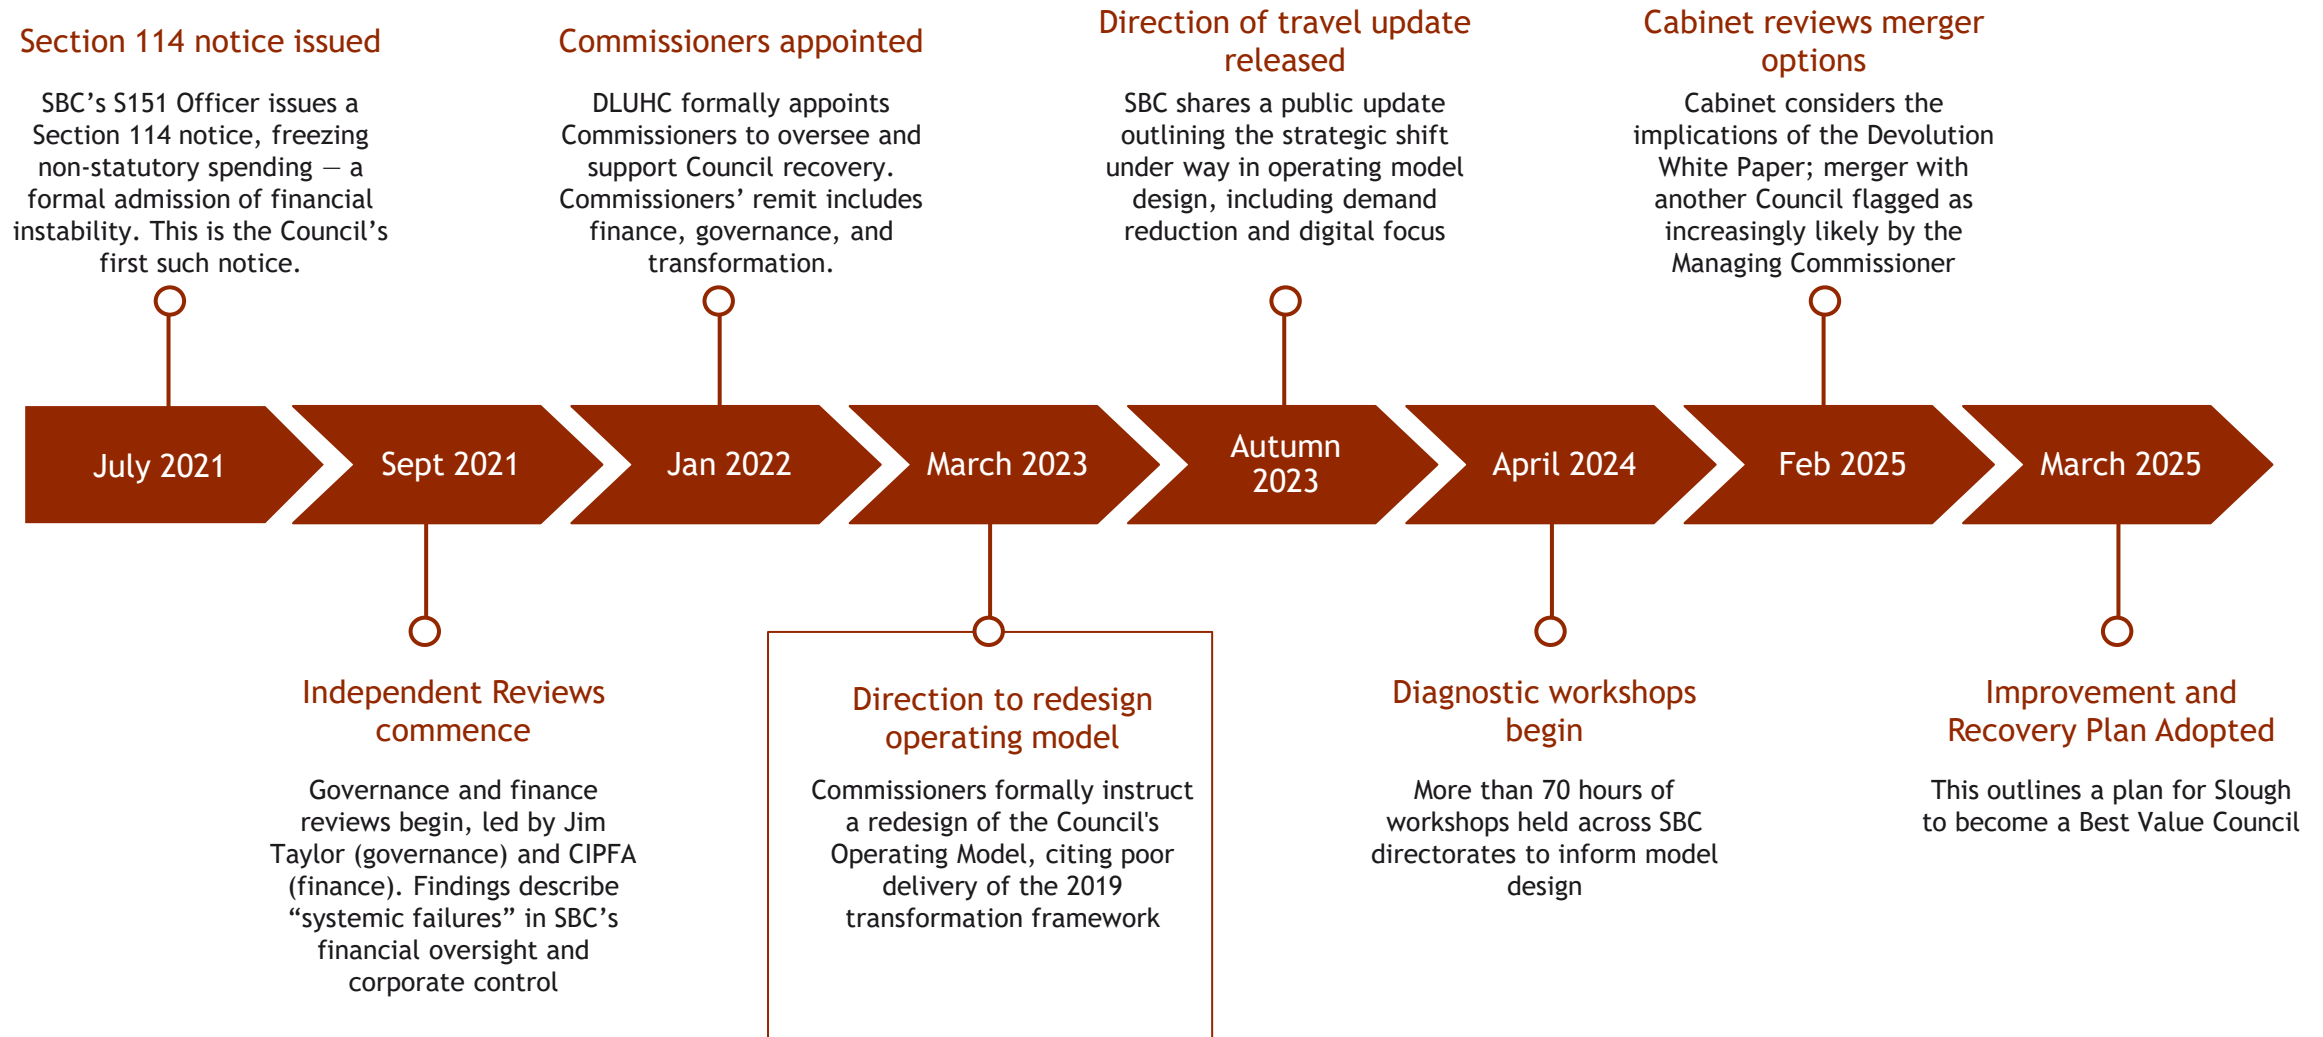 Section 114 notice issued
SBC’s S151 Officer issues a
Section 114 notice, freezing
non-statutory spending — a
formal admission of financial
instability. This is the Council’s
first such notice.
Commissioners appointed
DLUHC formally appoints
Commissioners to oversee and
support Council recovery.
Commissioners’ remit includes
finance, governance, and
transformation.
Direction of travel update
released
SBC shares a public update
outlining the strategic shift
under way in operating model
design, including demand
reduction and digital focus
Cabinet reviews merger
options
Cabinet considers the
implications of the Devolution
White Paper; merger with
another Council flagged as
increasingly likely by the
Managing Commissioner
July 2021
Sept 2021
Jan 2022
March 2023
Autumn
2023
April 2024
Feb 2025
March 2025
Independent Reviews
commence
Governance and finance
reviews begin, led by Jim
Taylor (governance) and CIPFA
(finance). Findings describe
“systemic failures” in SBC’s
financial oversight and
corporate control
Direction to redesign
operating model
Commissioners formally instruct
a redesign of the Council's
Operating Model, citing poor
delivery of the 2019
transformation framework
Diagnostic workshops
begin
More than 70 hours of
workshops held across SBC
directorates to inform model
design
Improvement and
Recovery Plan Adopted
This outlines a plan for Slough
to become a Best Value Council